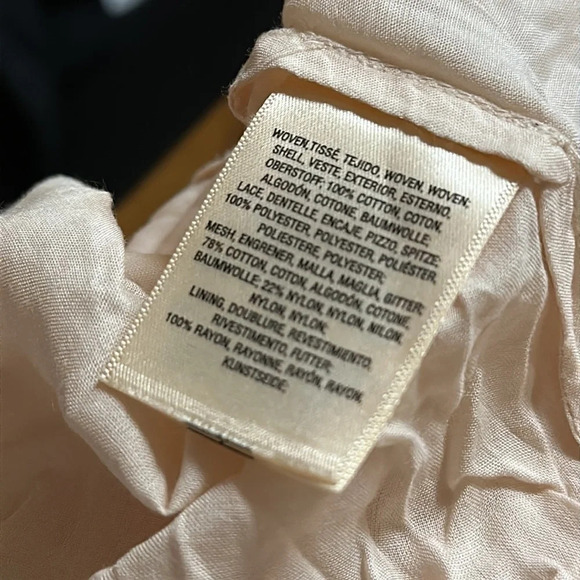 WOVEN,TISSÉ, TEJIDO, WOVEN, WOVEN:
SHELL, VESTE, EXTERIOR, ESTERNO,
OBERSTOFF: 100% COTTON, COTON,
ALGODÓN, COTONE, BAUMWOLLE;
LACE, DENTELLE, ENCAJE, PIZZO, SPITZE:
100% POLYESTER, POLYESTER, POLIÉSTER,
POLIESTERE, POLYESTER;
MESH, ENGRENER, MALLA, MAGLIA, GITTER:
78% COTTON, COTON, ALGODÓN, COTONE,
BAUMWOLLE; 22% NYLON, NYLON, NILON,
NYLON, NYLON;
LINING, DOUBLURE, REVESTIMIENTO,
RIVESTIMENTO, FUTTER:
100% RAYON, RAYONNE, RAYÓN, RAYON,
KUNSTSEIDE;